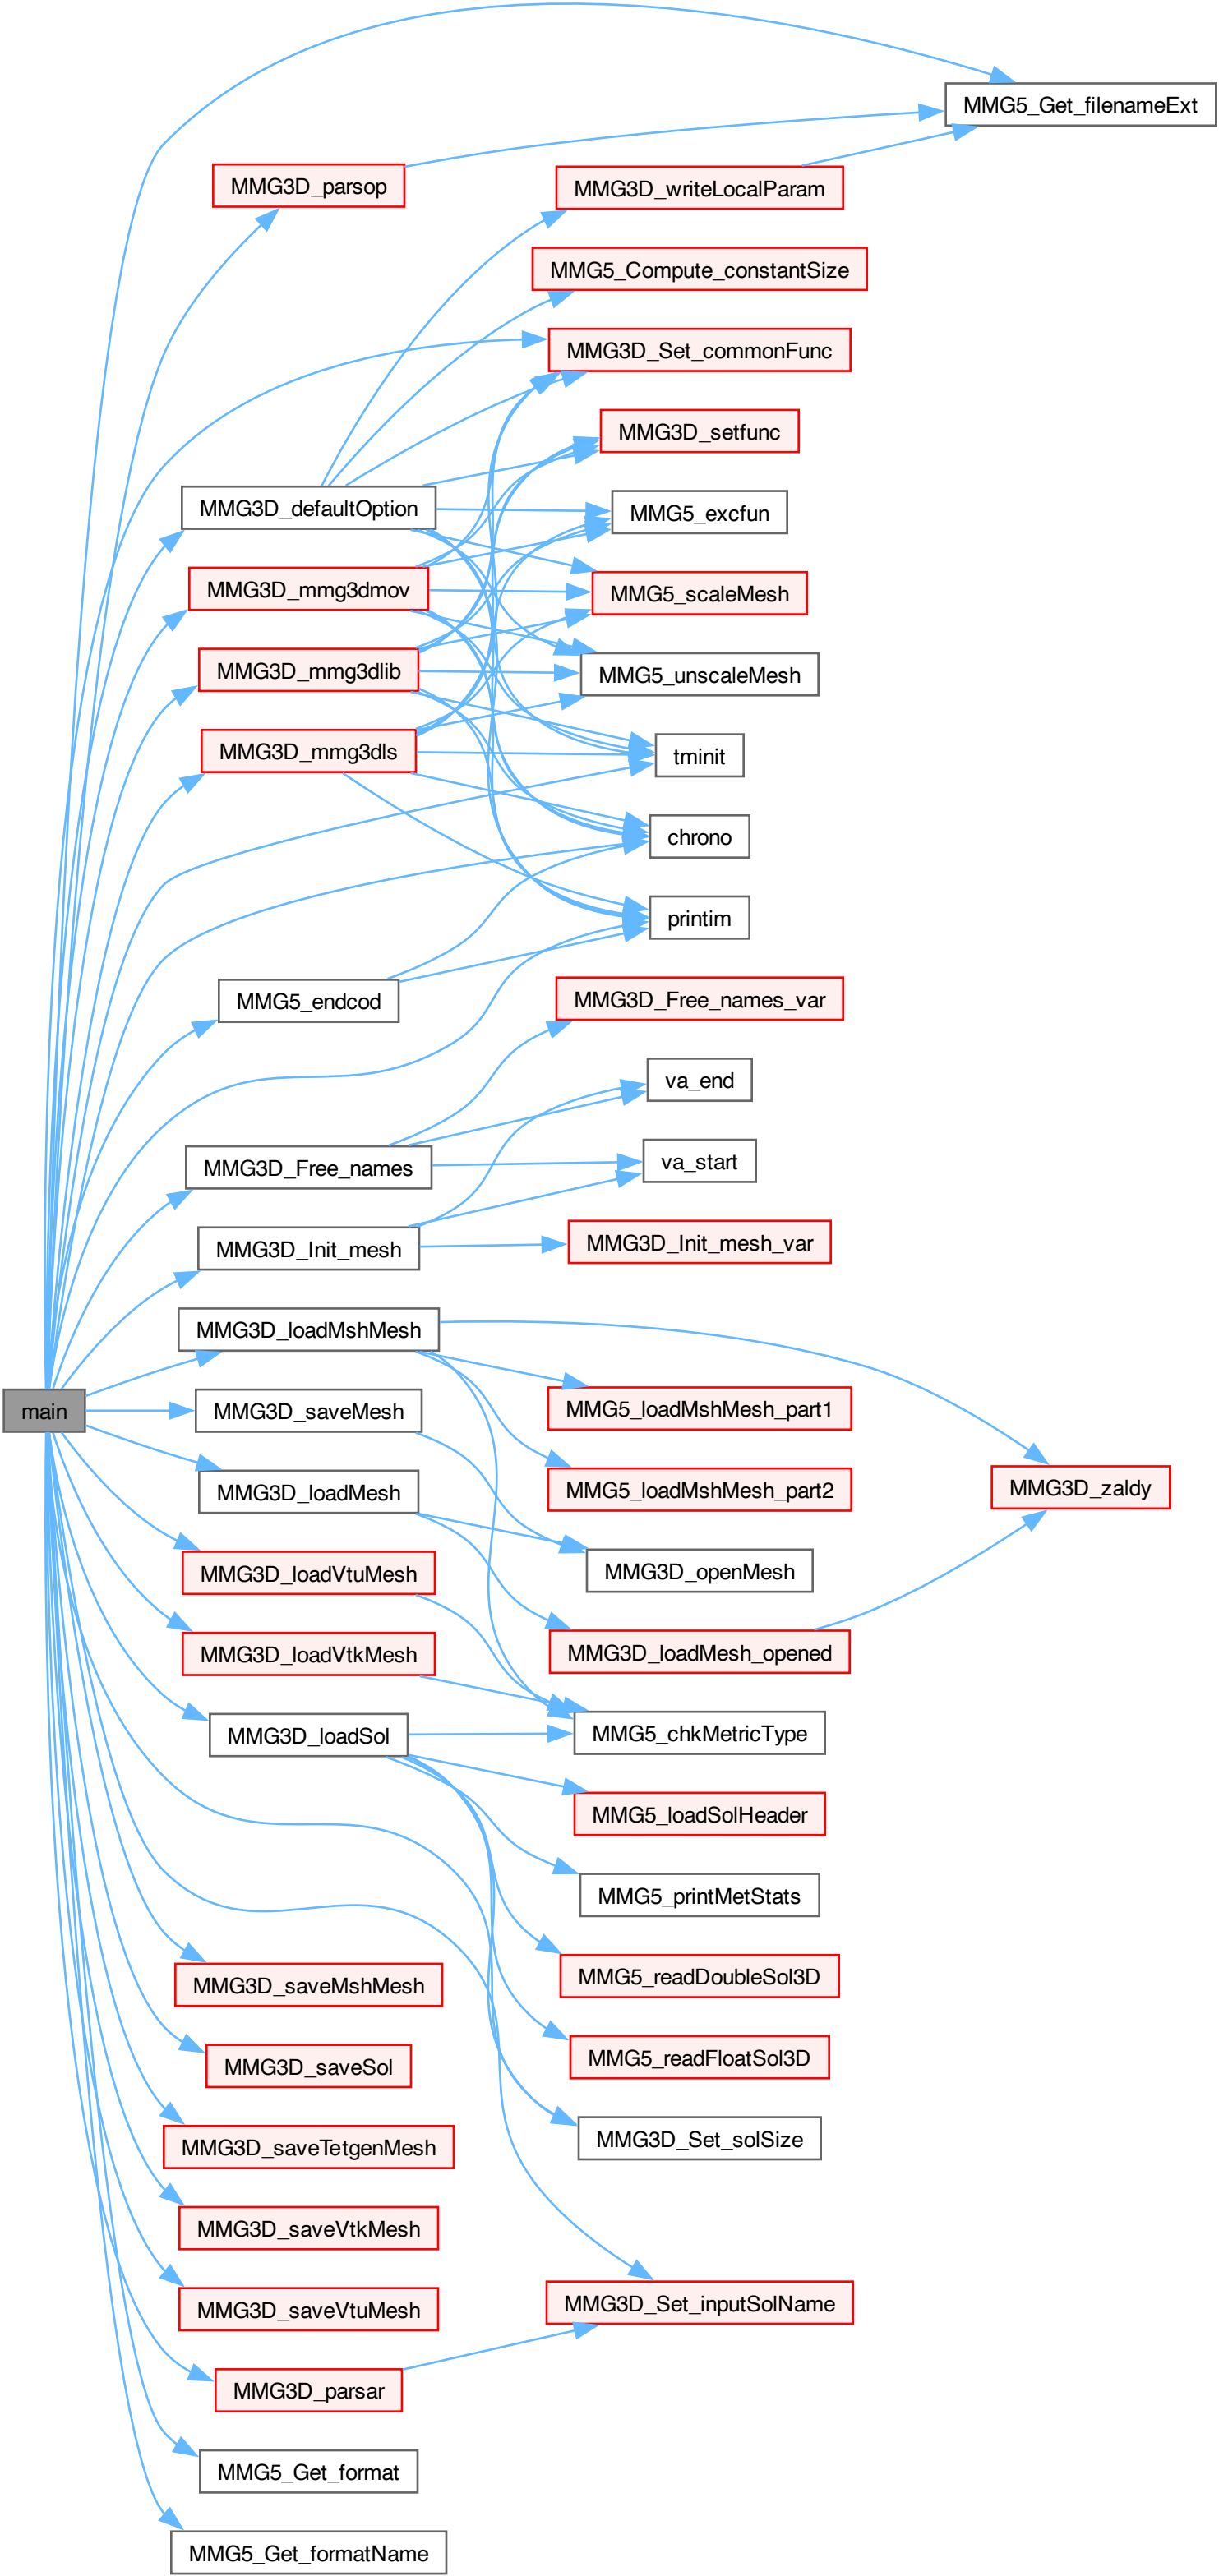 MMG5_Get_filenameExt
MMG3D_parsop
MMG3D_writeLocalParam
MMG5_Compute_constantSize
MMG3D_Set_commonFunc
MMG3D_setfunc
MMG3D_defaultOption
MMG5_excfun
MMG3D_mmg3dmov
MMG5_scaleMesh
MMG3D_mmg3dlib
MMG5_unscaleMesh
MMG3D_mmg3dls
tminit
chrono
printim
MMG5_endcod
MMG3D_Free_names_var
va_end
MMG3D_Free_names
va_start
MMG3D_Init_mesh
MMG3D_Init_mesh_var
MMG3D_loadMshMesh
main
MMG3D_saveMesh
MMG5_loadMshMesh_part1
MMG3D_loadMesh
MMG5_loadMshMesh_part2
MMG3D_zaldy
MMG3D_loadVtuMesh
MMG3D_openMesh
MMG3D_loadVtkMesh
MMG3D_loadMesh_opened
MMG3D_loadSol
MMG5_chkMetricType
MMG5_loadSolHeader
MMG5_printMetStats
MMG3D_saveMshMesh
MMG5_readDoubleSol3D
MMG3D_saveSol
MMG5_readFloatSol3D
MMG3D_saveTetgenMesh
MMG3D_Set_solSize
MMG3D_saveVtkMesh
MMG3D_saveVtuMesh
MMG3D_Set_inputSolName
MMG3D_parsar
MMG5_Get_format
MMG5_Get_formatName